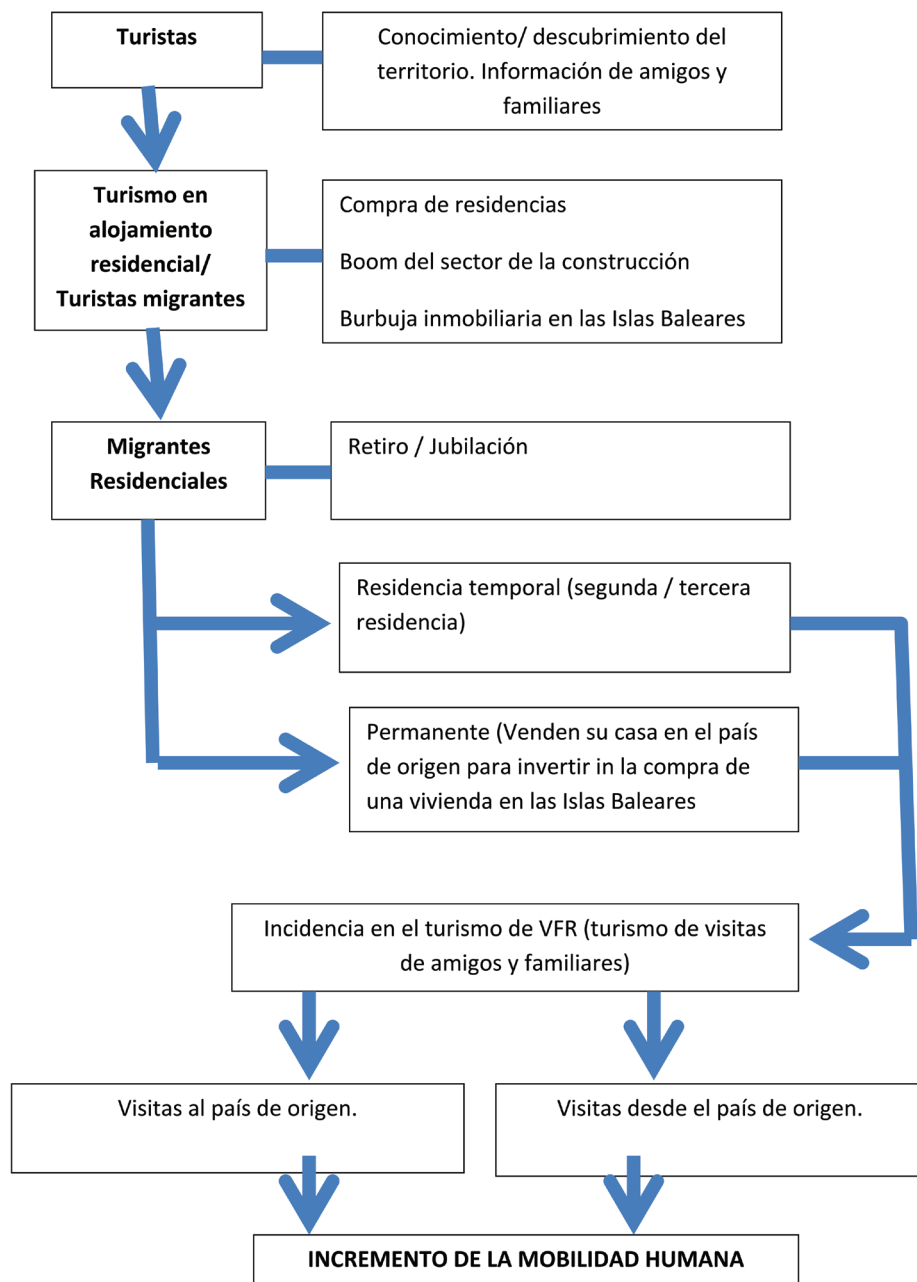 Turistas
Conocimiento/ descubrimiento del
territorio. Información de amigos y
familiares
Turismo en
alojamiento
residencial/
Turistas migrantes
Compra de residencias
Boom del sector de la construcción
Burbuja inmobiliaria en las Islas Baleares
Migrantes
Residenciales
Retiro / Jubilación
Residencia temporal (segunda / tercera
residencia)
Permanente (Venden su casa en el país
de origen para invertir in la compra de
una vivienda en las Islas Baleares
Incidencia en el turismo de VFR (turismo de visitas
de amigos y familiares)
Visitas al país de origen.
Visitas desde el país de origen.
INCREMENTO DE LA MOBILIDAD HUMANA